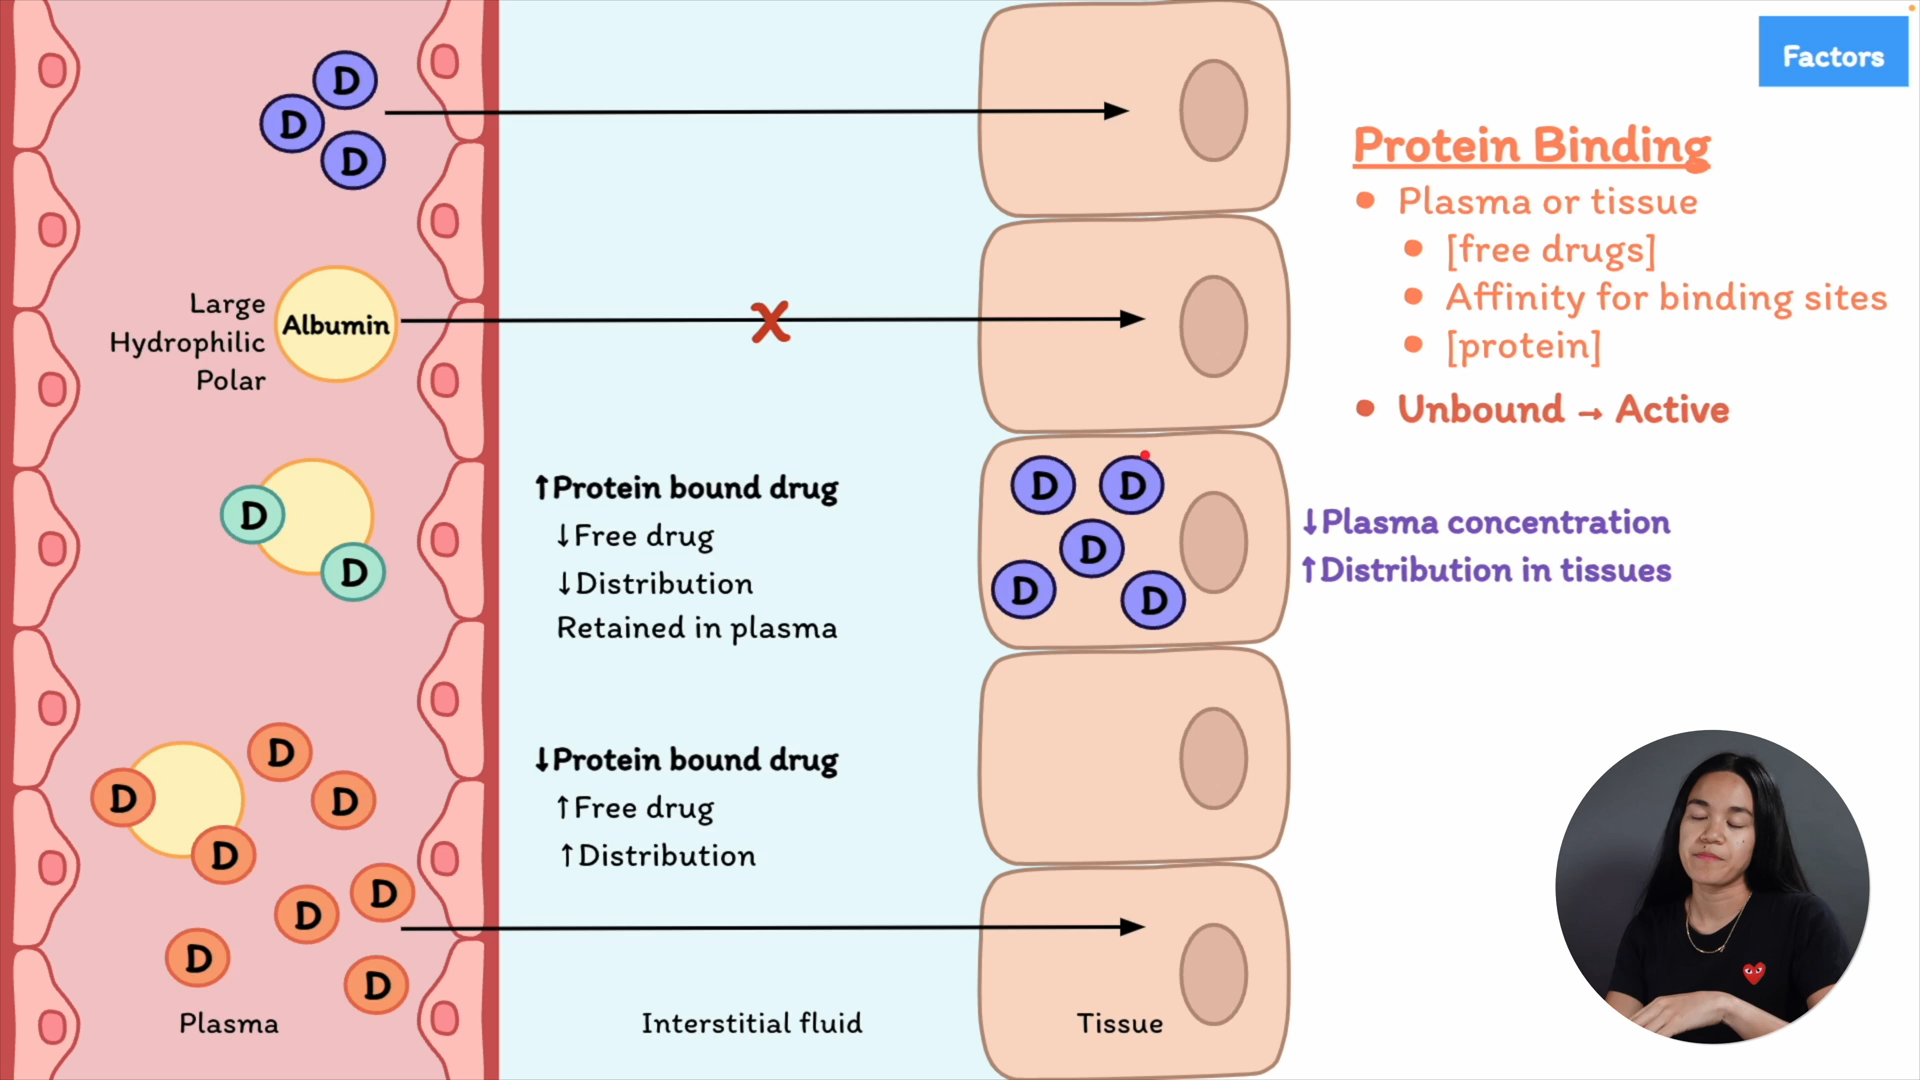 Factors
Protein Binding
• Plasma or tissue
• [free drugs]
• Affinity for binding sites
• [protein]
• Unbound → Active
D
D
D
Large
Hydrophilic
Polar
Albumin
X
D
D
↑Protein bound drug
↓Free drug
↓Distribution
Retained in plasma
D
D
D
D
D
↓Plasma concentration
↑Distribution in tissues
D
D
D
D
D
D
D
D
↓Protein bound drug
↑Free drug
↑Distribution
Plasma
Interstitial fluid
Tissue